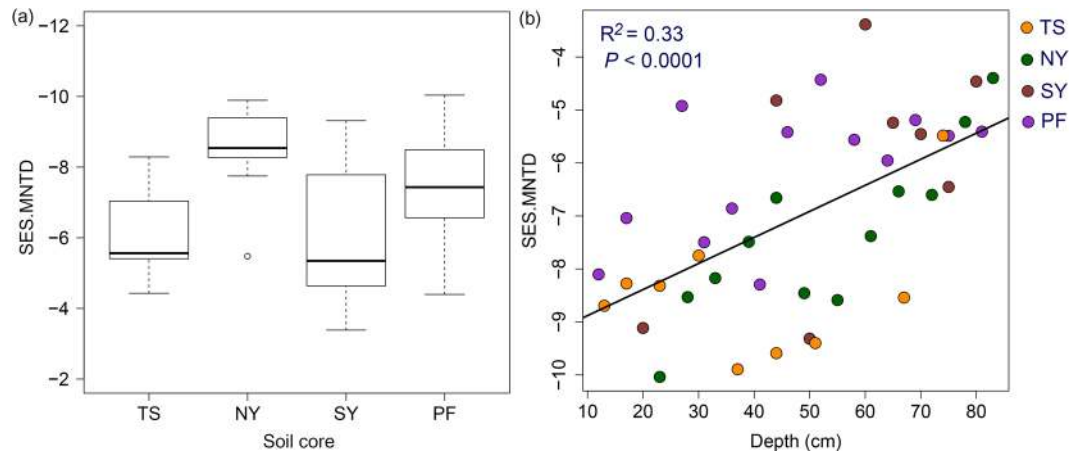 (a)
SES.MNTD
−12
−10
−8
−6
−4
−2
TS NY SY PF
Soil core
(b)
R² = 0.33
P < 0.0001
SES.MNTD
−4
−5
−6
−7
−8
−9
−10
10 20 30 40 50 60 70 80
Depth (cm)
TS
NY
SY
PF